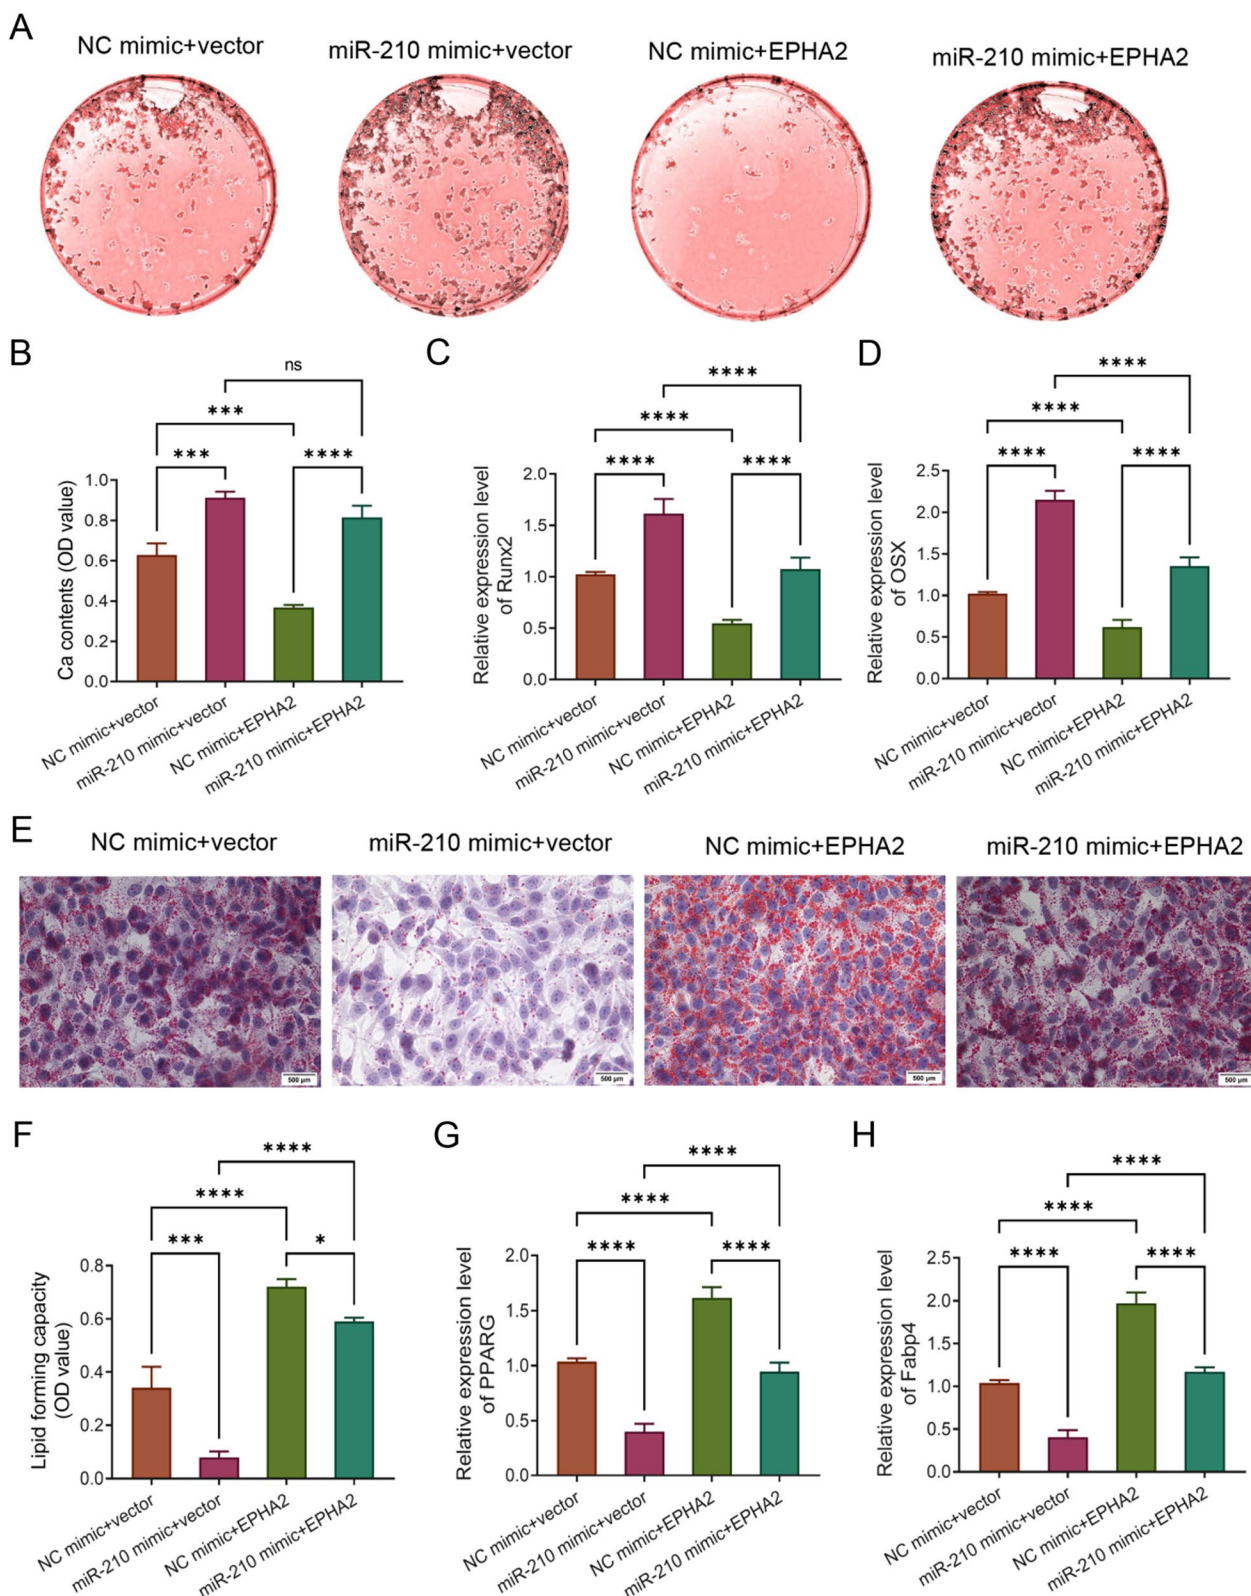 A
NC mimic+vector
miR-210 mimic+vector
NC mimic+EPHA2
miR-210 mimic+EPHA2
B
ns
***
***
****
Ca contents (OD value)
1.0
0.8
0.6
0.4
0.2
0.0
NC mimic+vector
miR-210 mimic+vector
NC mimic+EPHA2
miR-210 mimic+EPHA2
C
****
****
****
****
Relative expression level
of Runx2
2.0
1.5
1.0
0.5
0.0
NC mimic+vector
miR-210 mimic+vector
NC mimic+EPHA2
miR-210 mimic+EPHA2
D
****
****
****
****
Relative expression level
of OSX
2.5
2.0
1.5
1.0
0.5
0.0
NC mimic+vector
miR-210 mimic+vector
NC mimic+EPHA2
miR-210 mimic+EPHA2
E
NC mimic+vector
miR-210 mimic+vector
NC mimic+EPHA2
miR-210 mimic+EPHA2
500 µm
500 µm
500 µm
500 µm
F
****
****
***
*
Lipid forming capacity
(OD value)
0.8
0.6
0.4
0.2
0.0
NC mimic+vector
miR-210 mimic+vector
NC mimic+EPHA2
miR-210 mimic+EPHA2
G
****
****
****
****
Relative expression level
of PPARG
2.0
1.5
1.0
0.5
0.0
NC mimic+vector
miR-210 mimic+vector
NC mimic+EPHA2
miR-210 mimic+EPHA2
H
****
****
****
****
Relative expression level
of Fabp4
2.5
2.0
1.5
1.0
0.5
0.0
NC mimic+vector
miR-210 mimic+vector
NC mimic+EPHA2
miR-210 mimic+EPHA2